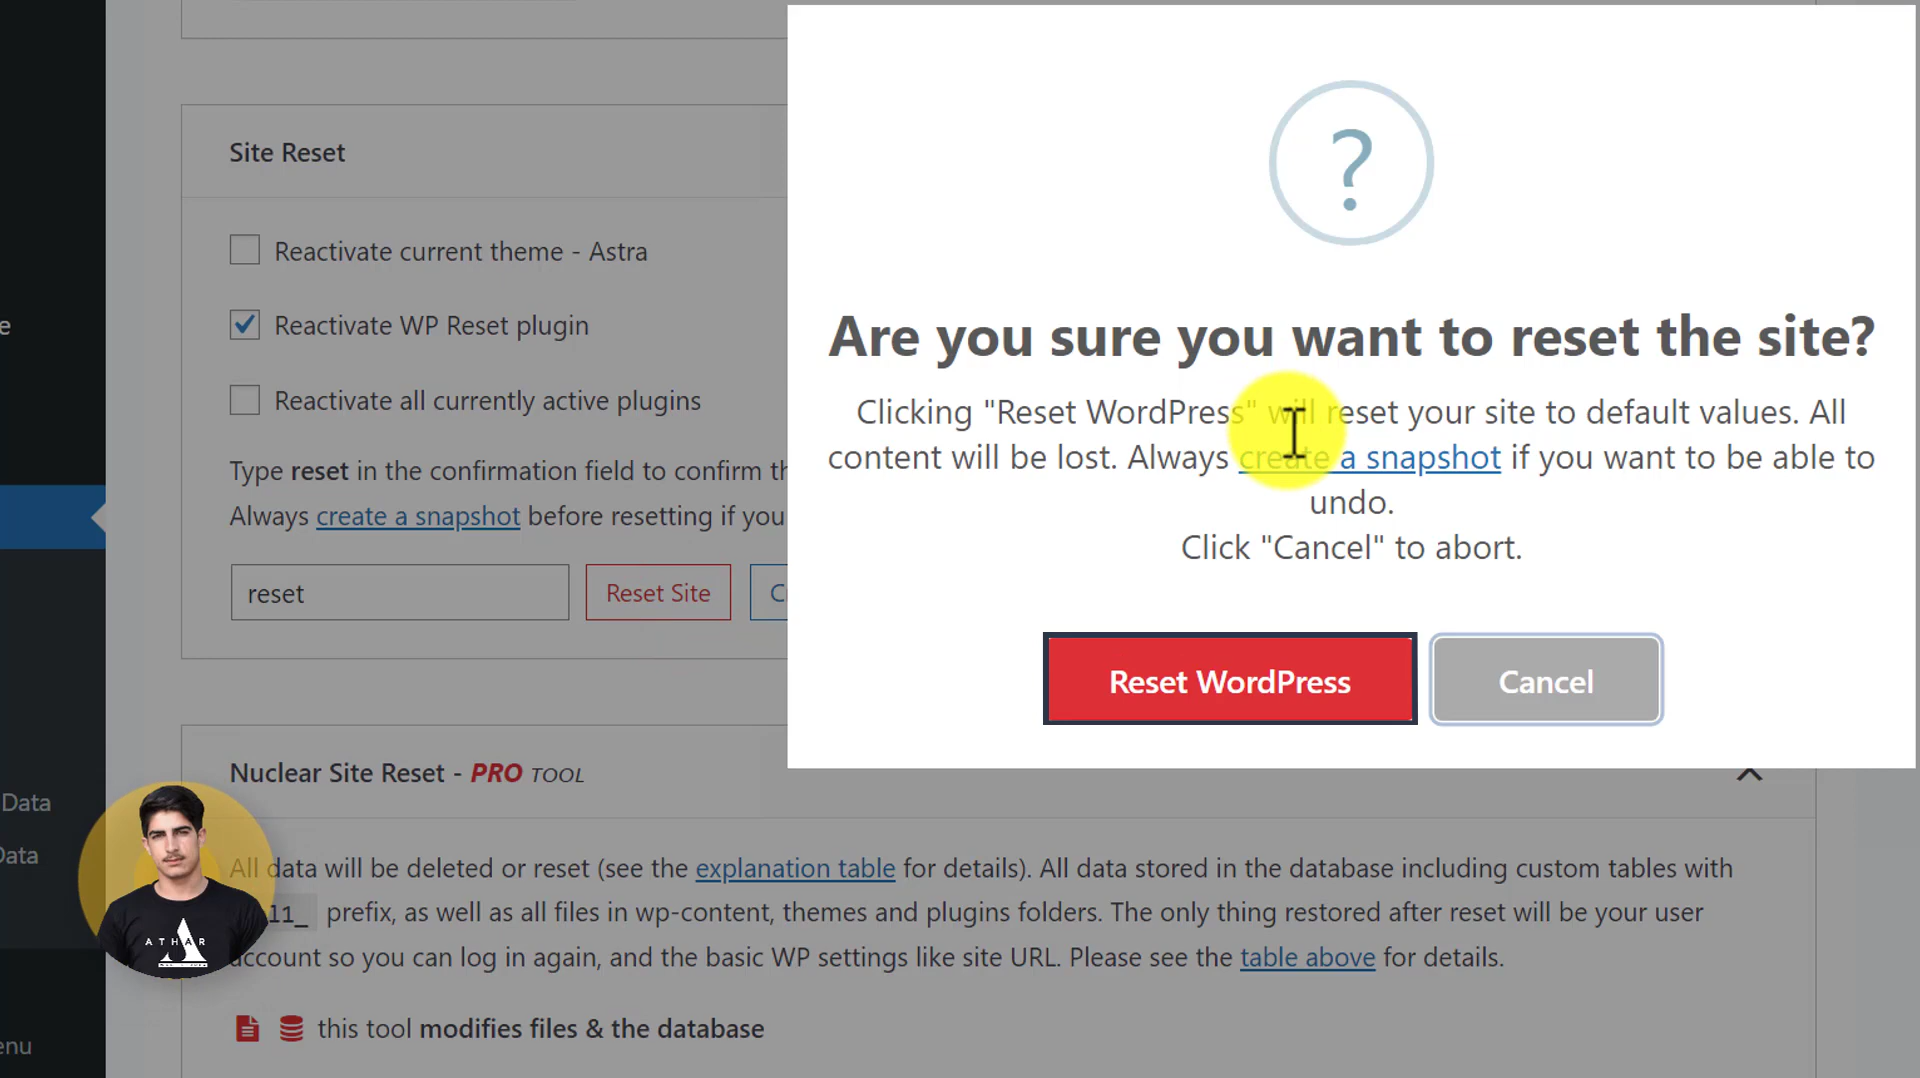 Site Reset
Reactivate current theme - Astra
Reactivate WP Reset plugin
Reactivate all currently active plugins
Type reset in the confirmation field to confirm th
Always create a snapshot before resetting if you
reset
Reset Site
?
Are you sure you want to reset the site?
Clicking "Reset WordPress" will reset your site to default values. All
content will be lost. Always create a snapshot if you want to be able to
undo.
Click "Cancel" to abort.
Reset WordPress
Cancel
e
Data
Data
enu
Nuclear Site Reset - PRO TOOL
All data will be deleted or reset (see the explanation table for details). All data stored in the database including custom tables with
11_ prefix, as well as all files in wp-content, themes and plugins folders. The only thing restored after reset will be your user
account so you can log in again, and the basic WP settings like site URL. Please see the table above for details.
this tool modifies files & the database
ATHAR